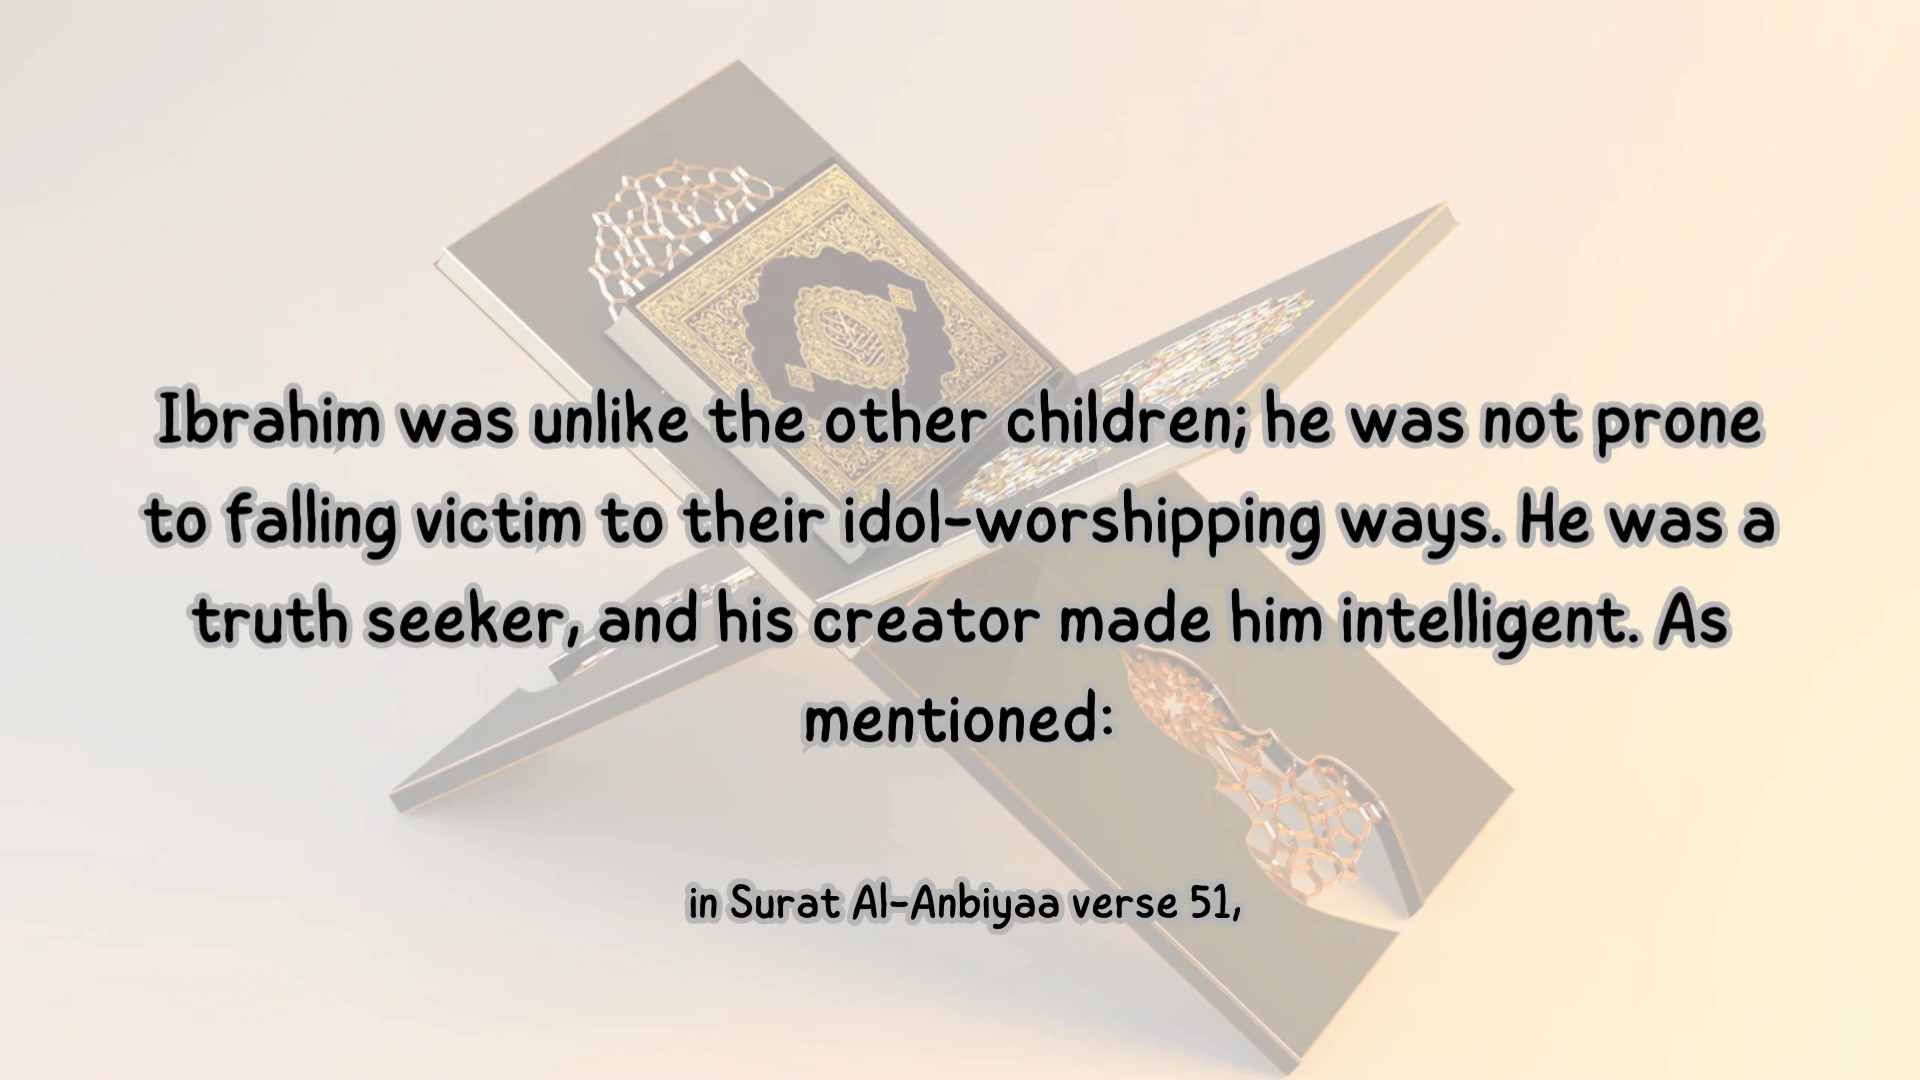 Ibrahim was unlike the other children; he was not prone
to falling victim to their idol-worshipping ways. He was a
truth seeker, and his creator made him intelligent. As
mentioned:
in Surat Al-Anbiyaa verse 51,